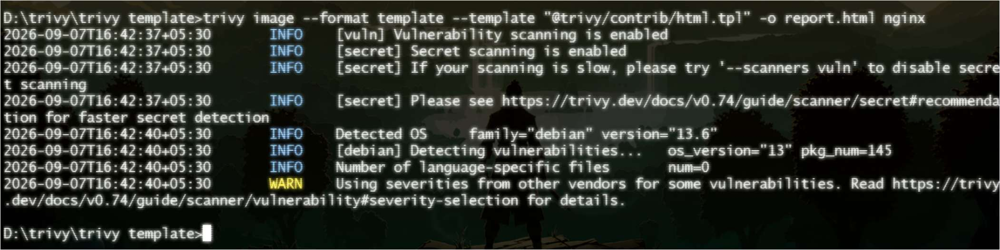 D:\trivy\trivy template>trivy image --format template --template "@trivy/contrib/html.tpl" -o report.html nginx
2026-09-07T16:42:37+05:30       INFO    [vuln] Vulnerability scanning is enabled
2026-09-07T16:42:37+05:30       INFO    [secret] Secret scanning is enabled
2026-09-07T16:42:37+05:30       INFO    [secret] If your scanning is slow, please try '--scanners vuln' to disable secre
t scanning
2026-09-07T16:42:37+05:30       INFO    [secret] Please see https://trivy.dev/docs/v0.74/guide/scanner/secret#recommenda
tion for faster secret detection
2026-09-07T16:42:40+05:30       INFO    Detected OS     family="debian" version="13.6"
2026-09-07T16:42:40+05:30       INFO    [debian] Detecting vulnerabilities...   os_version="13" pkg_num=145
2026-09-07T16:42:40+05:30       INFO    Number of language-specific files       num=0
2026-09-07T16:42:40+05:30       WARN    Using severities from other vendors for some vulnerabilities. Read https://trivy
.dev/docs/v0.74/guide/scanner/vulnerability#severity-selection for details.
D:\trivy\trivy template>